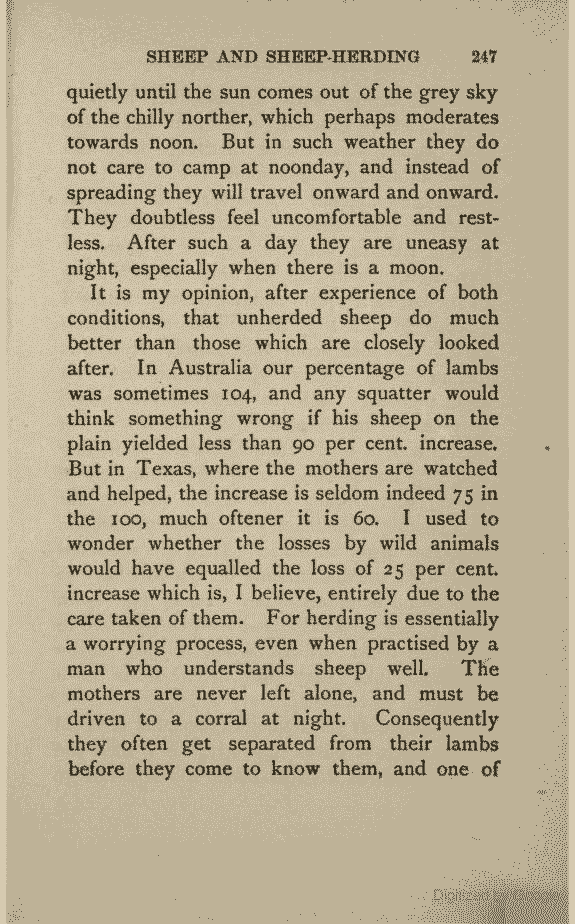 SHEEP AND SHEEP-HERDING 247
quietly until the sun comes out of the grey sky
of the chilly norther, which perhaps moderates
towards noon. But in such weather they do
not care to camp at noonday, and instead of
spreading they will travel onward and onward.
They doubtless feel uncomfortable and rest-
less. After such a day they are uneasy at
night, especially when there is a moon.
It is my opinion, after experience of both
conditions, that unherded sheep do much
better than those which are closely looked
after. In Australia our percentage of lambs
was sometimes 104, and any squatter would
think something wrong if his sheep on the
plain yielded less than 90 per cent. increase.
But in Texas, where the mothers are watched
and helped, the increase is seldom indeed 75 in
the 100, much oftener it is 60. I used to
wonder whether the losses by wild animals
would have equalled the loss of 25 per cent.
increase which is, I believe, entirely due to the
care taken of them. For herding is essentially
a worrying process, even when practised by a
man who understands sheep well. The
mothers are never left alone, and must be
driven to a corral at night. Consequently
they often get separated from their lambs
before they come to know them, and one of
Digitized by